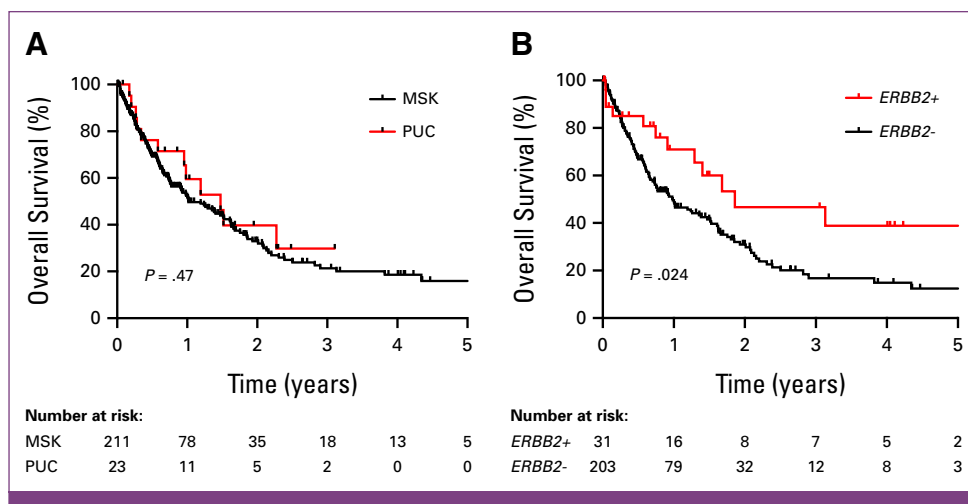 A
Overall Survival (%)
100
80
60
40
20
0
MSK
PUC
P = .47
0 1 2 3 4 5
Time (years)
Number at risk:
MSK 211 78 35 18 13 5
PUC 23 11 5 2 0 0
B
Overall Survival (%)
100
80
60
40
20
0
ERBB2+
ERBB2-
P = .024
0 1 2 3 4 5
Time (years)
Number at risk:
ERBB2+ 31 16 8 7 5 2
ERBB2- 203 79 32 12 8 3